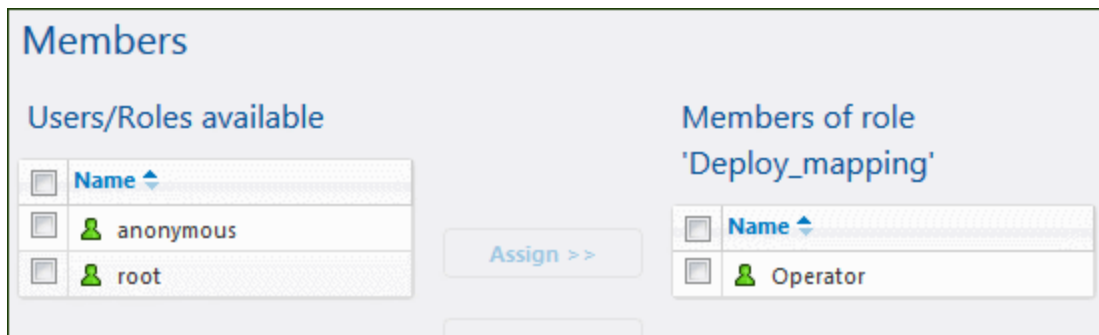 Members
Users/Roles available
Name
anonymous
root
Assign >>
Members of role
'Deploy_mapping'
Name
Operator